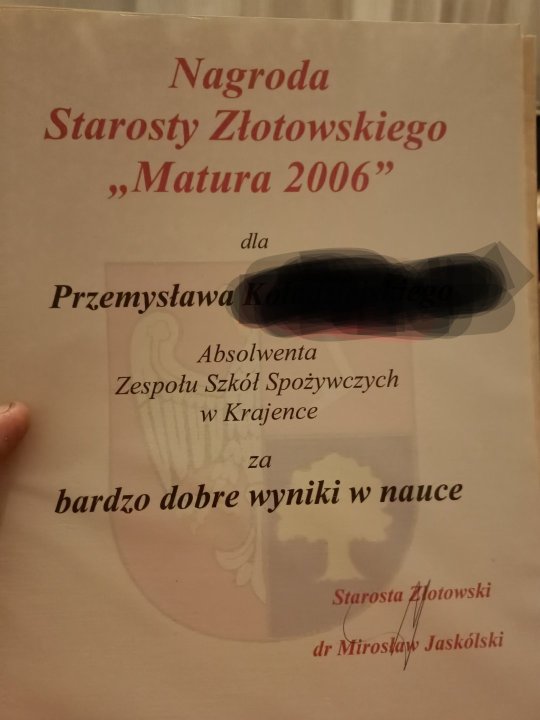 Nagroda
Starosty Złotowskiego
„Matura 2006”
dla
Przemysława
Absolwenta
Zespołu Szkół Spożywczych
w Krajence
za
bardzo dobre wyniki w nauce
Starosta Złotowski
dr Mirosław Jaskólski